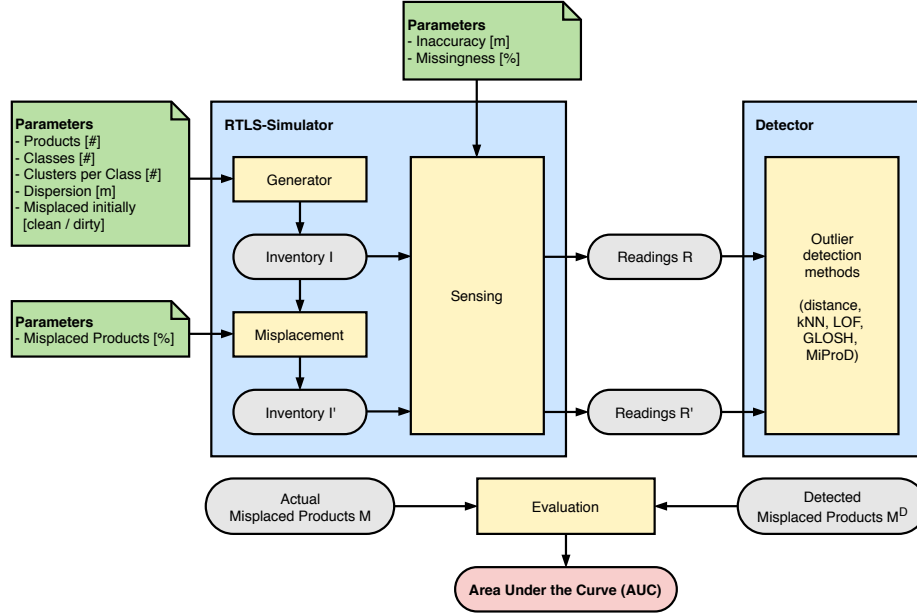 Parameters
- Inaccuracy [m]
- Missingness [%]
Parameters
- Products [#]
- Classes [#]
- Clusters per Class [#]
- Dispersion [m]
- Misplaced initially
[clean / dirty]
RTLS-Simulator
Detector
Generator
Inventory I
Sensing
Readings R
Outlier
detection
methods
(distance,
kNN, LOF,
GLOSH,
MiProD)
Parameters
- Misplaced Products [%]
Misplacement
Inventory I'
Readings R'
Actual
Misplaced Products M
Evaluation
Detected
Misplaced Products M^D
Area Under the Curve (AUC)